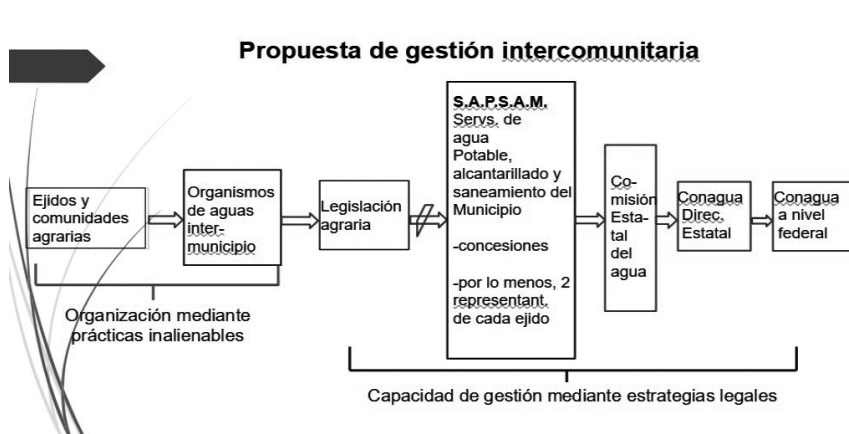 Propuesta de gestión intercomunitaria
Ejidos y
comunidades
agrarias
Organismos
de aguas
inter-
municipio
Legislación
agraria
S.A.P.S.A.M.
Servs. de
agua
Potable,
alcantarillado y
saneamiento del
Municipio
-concesiones
-por lo menos, 2
representant.
de cada ejido
Co-
misión
Esta-
tal
del
agua
Conagua
Direc.
Estatal
Conagua
a nivel
federal
Organización mediante
prácticas inalienables
Capacidad de gestión mediante estrategias legales